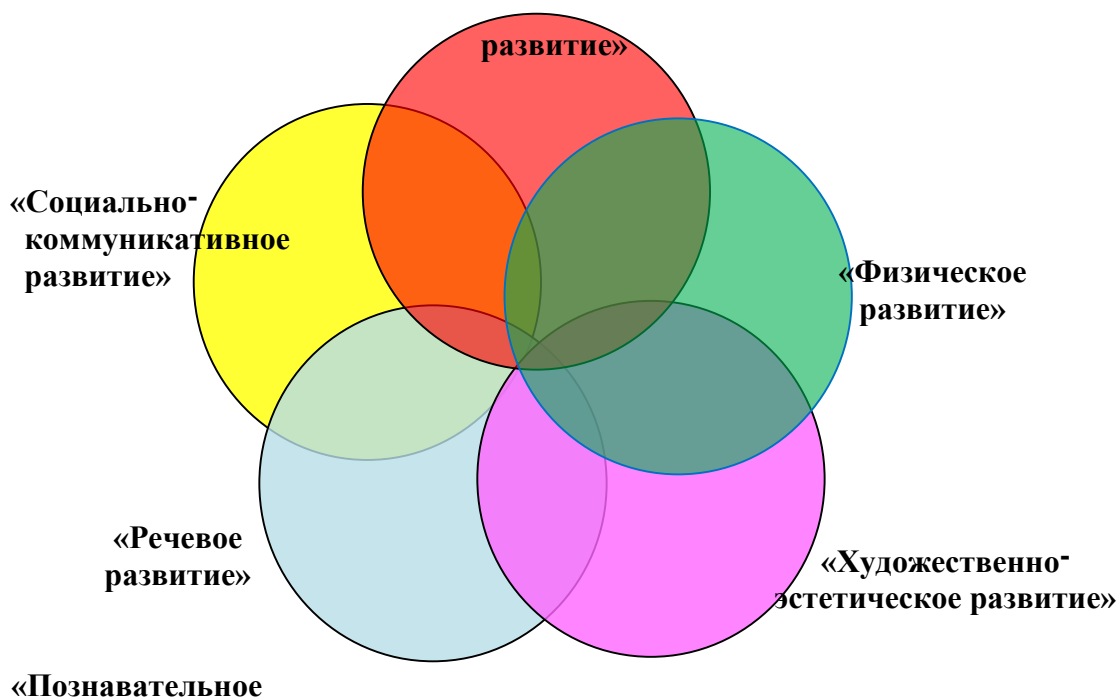 развитие»
«Социально-
коммуникативное
развитие»
«Физическое
развитие»
«Речевое
развитие»
«Художественно-
эстетическое развитие»
«Познавательное